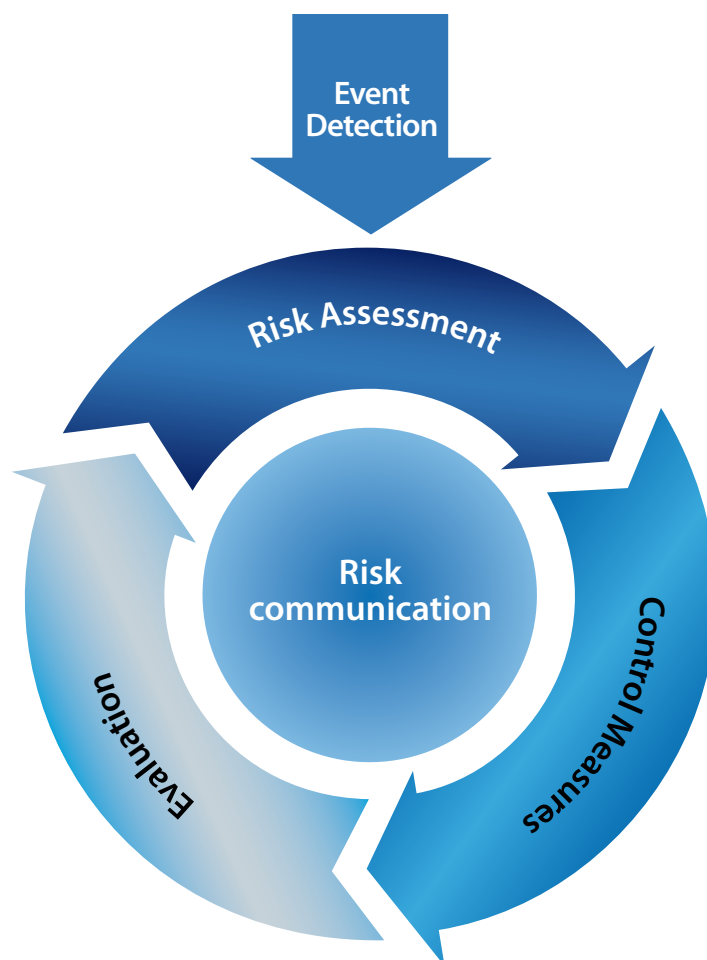 Event
Detection
Risk Assessment
Risk
communication
Control Measures
Evaluation